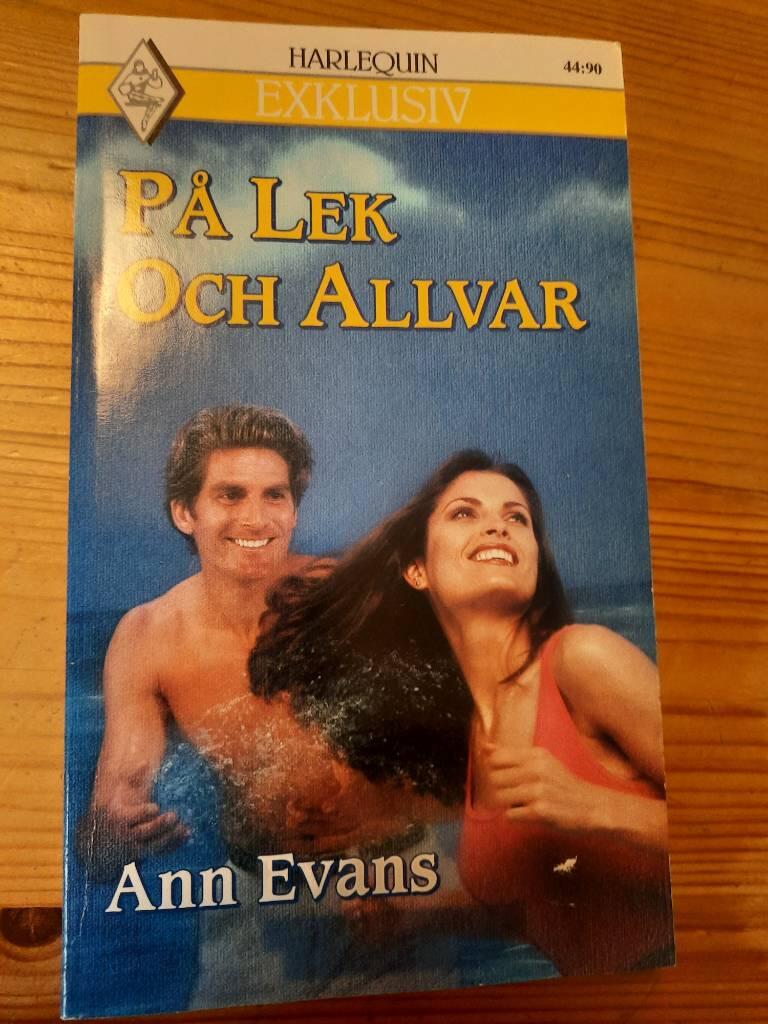 HARLEQUIN
44:90
EXKLUSIV
PÅ LEK
OCH ALLVAR
Ann Evans